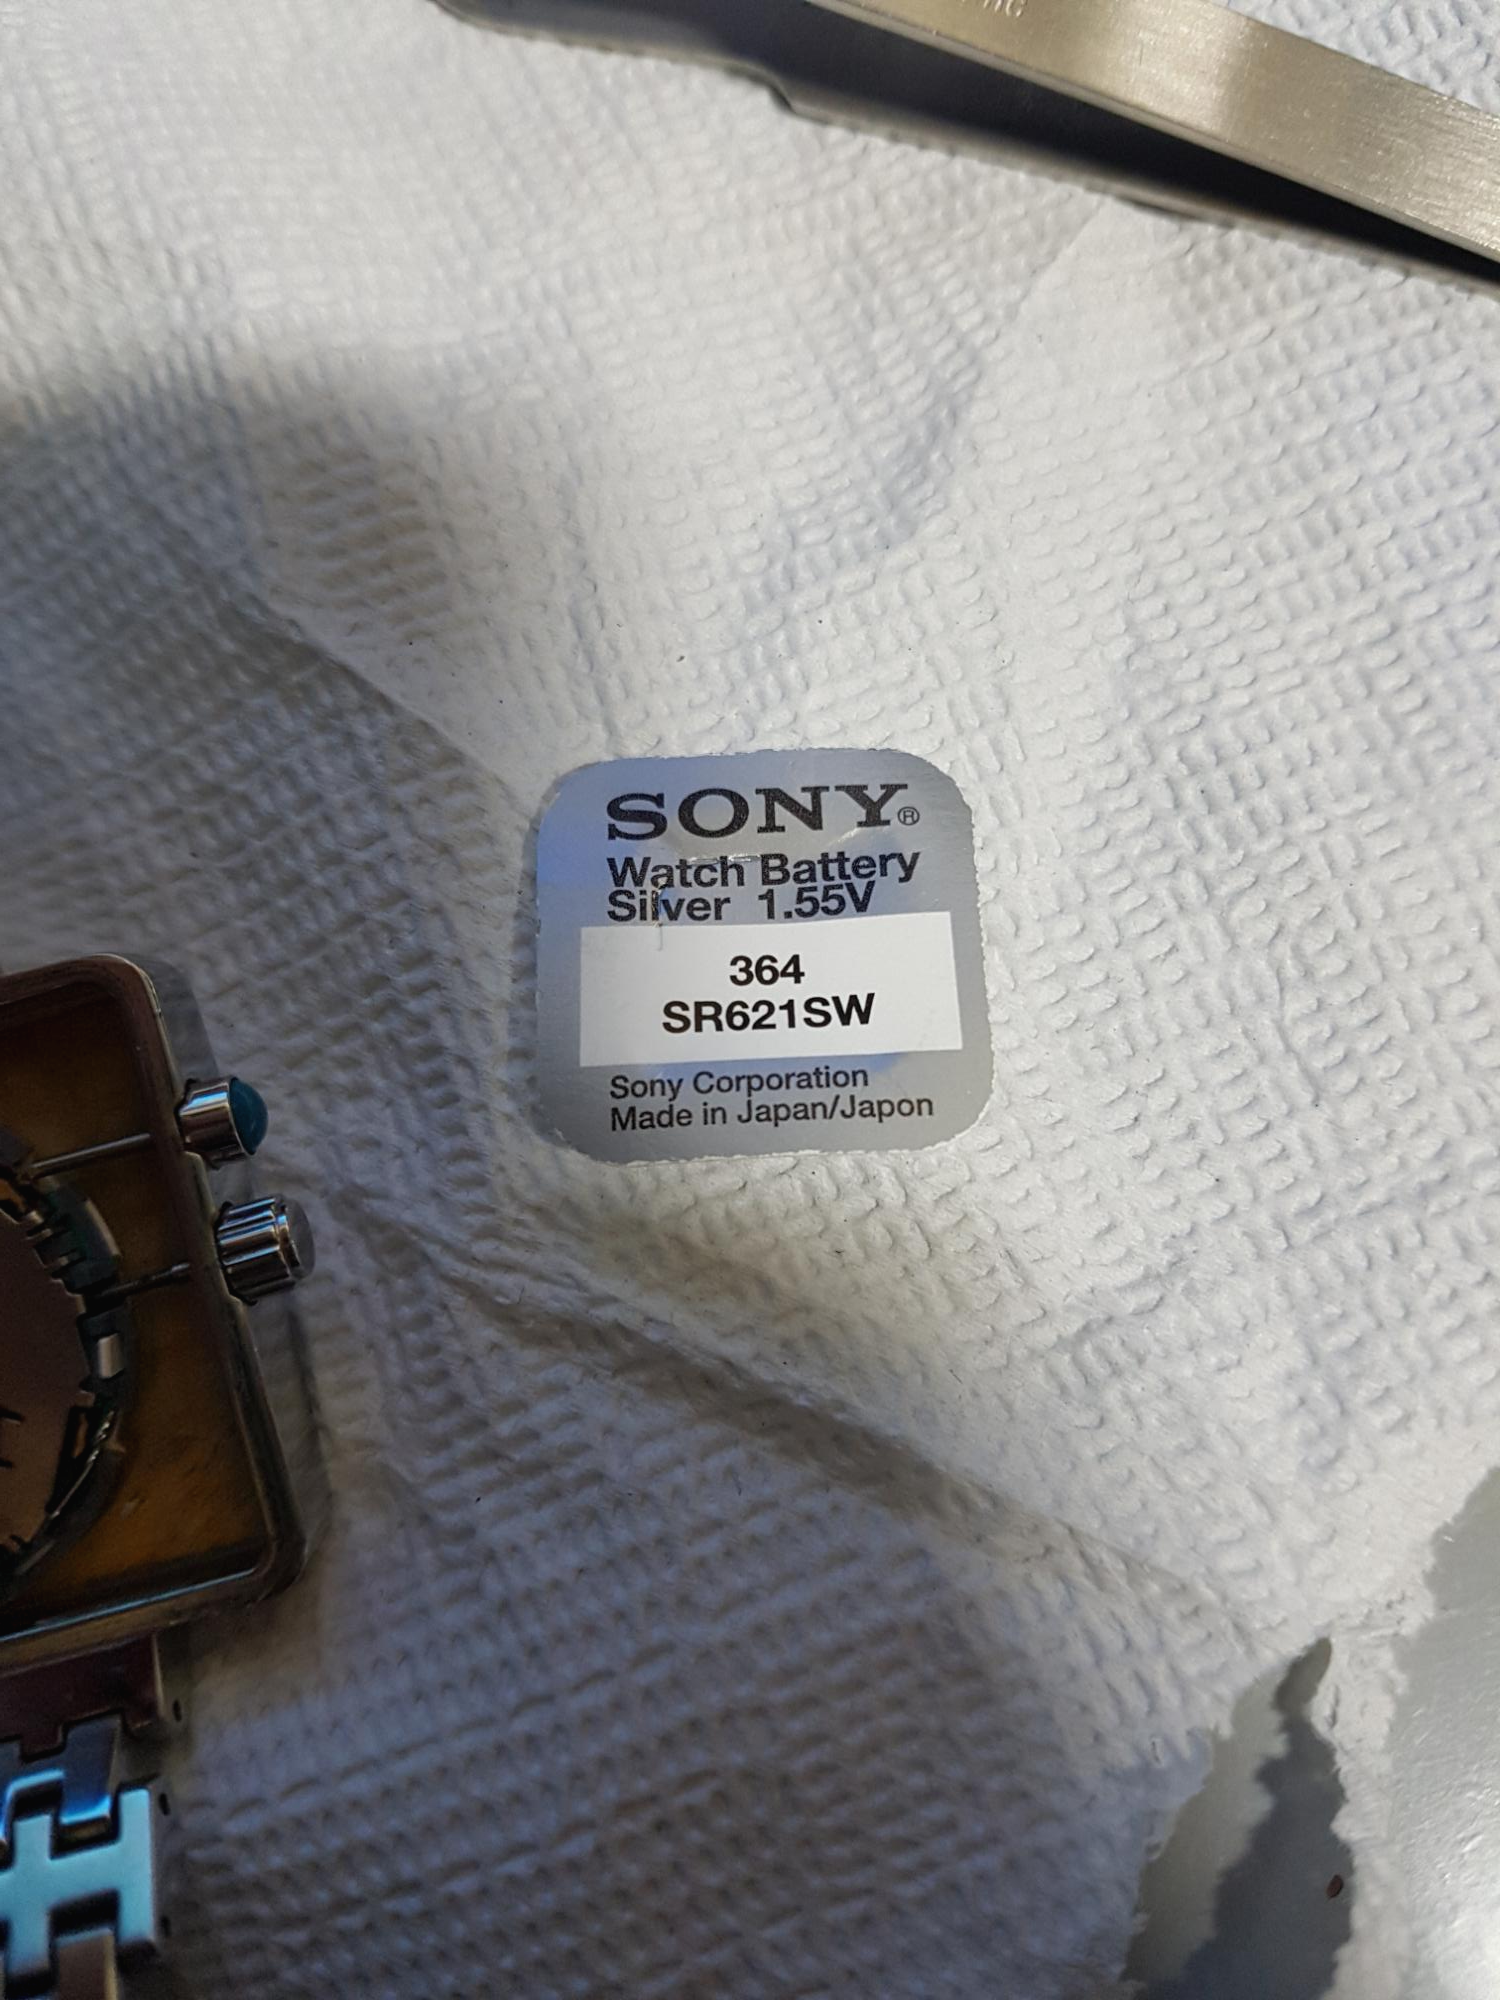 SONY®
Watch Battery
Silver 1.55V
364
SR621SW
Sony Corporation
Made in Japan/Japon